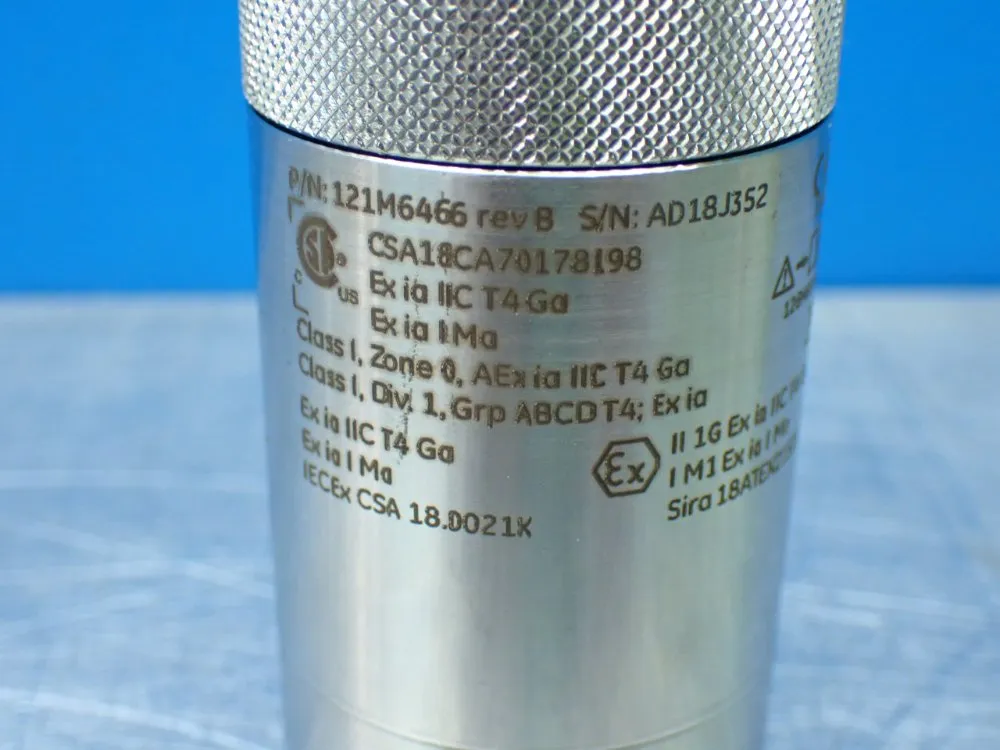 P/N: 121M6466 rev B S/N: AD18J352
CSA18CA70178198
C US
Ex ia IIC T4 Ga
Ex ia I Ma
Class I, Zone 0, AEx ia IIC T4 Ga
Class I, Div. 1, Grp ABCD T4; Ex ia
Ex ia IIC T4 Ga
Ex ia I Ma
IECEx CSA 18.0021X
Ex
II 1G Ex ia IIC
I M1 Ex ia I Ma
Sira 18ATEX